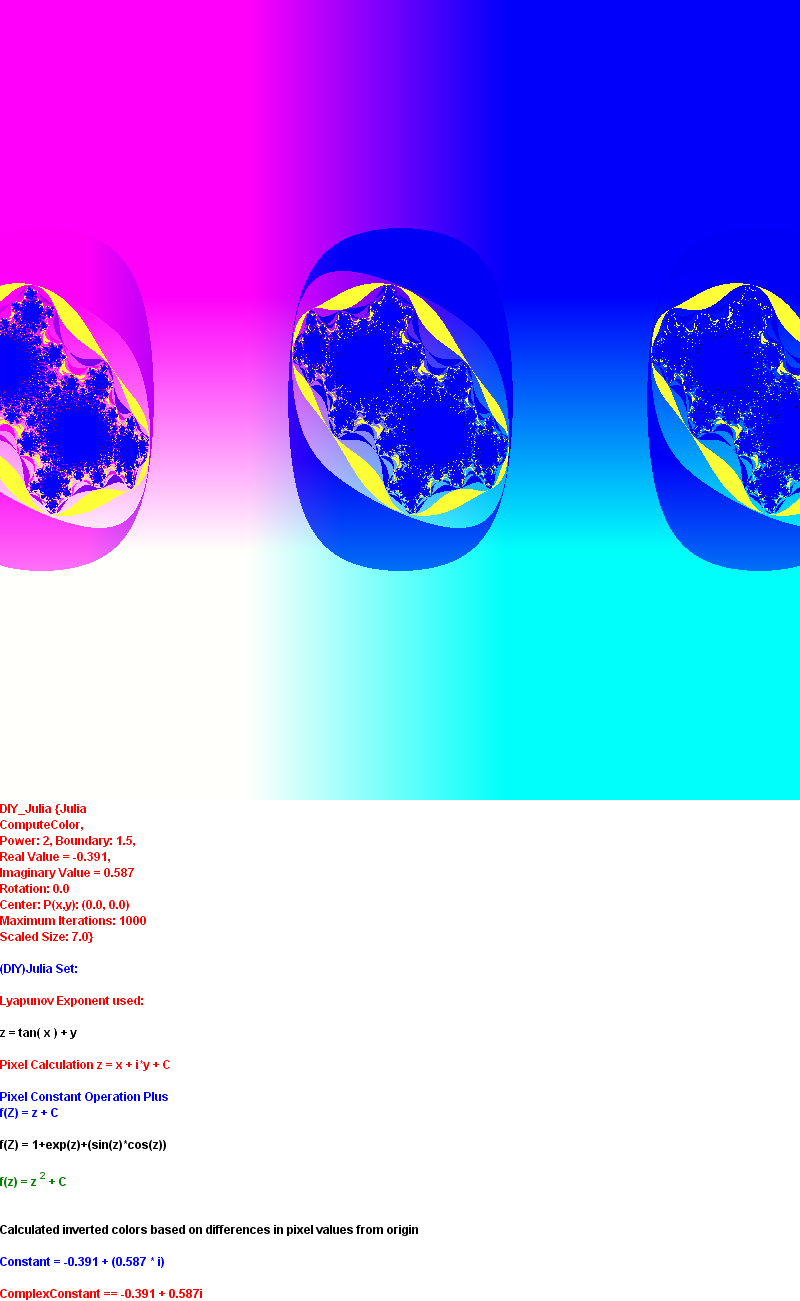 DIY_Julia {Julia
ComputeColor,
Power: 2, Boundary: 1.5,
Real Value = -0.391,
Imaginary Value = 0.587
Rotation: 0.0
Center: P(x,y): (0.0, 0.0)
Maximum Iterations: 1000
Scaled Size: 7.0}
(DIY)Julia Set:
Lyapunov Exponent used:
z = tan( x ) + y
Pixel Calculation z = x + i*y + C
Pixel Constant Operation Plus
f(Z) = z + C
f(Z) = 1+exp(z)+(sin(z)*cos(z))
f(z) = z ² + C
Calculated inverted colors based on differences in pixel values from origin
Constant = -0.391 + (0.587 * i)
ComplexConstant == -0.391 + 0.587i